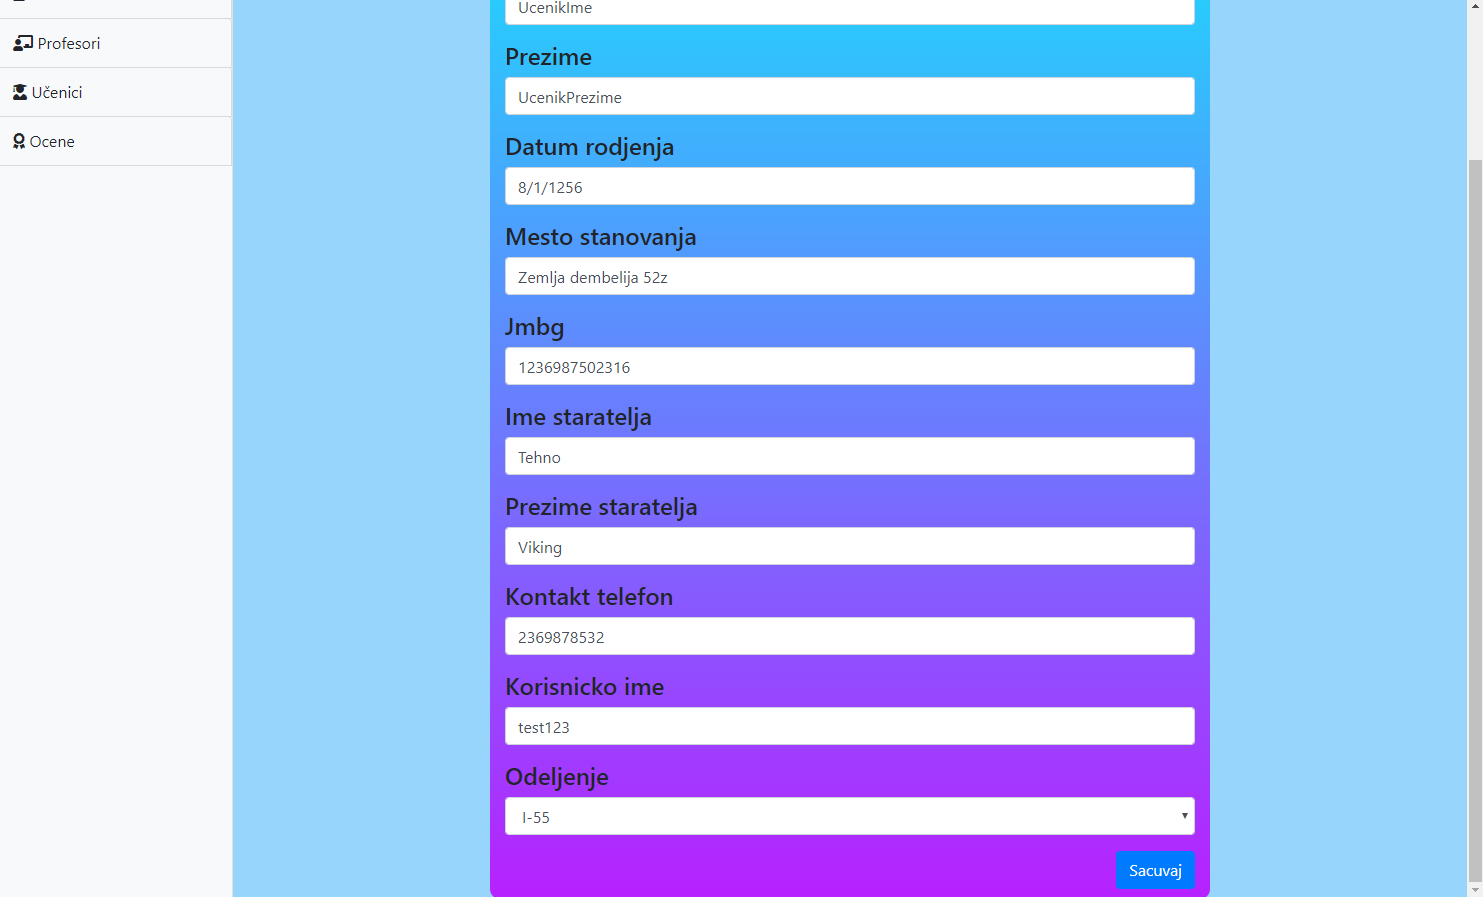 Profesori
Učenici
Ocene
UcenikIme
Prezime
UcenikPrezime
Datum rodjenja
8/1/1256
Mesto stanovanja
Zemlja dembelija 52z
Jmbg
1236987502316
Ime staratelja
Tehno
Prezime staratelja
Viking
Kontakt telefon
2369878532
Korisnicko ime
test123
Odeljenje
I-55
Sacuvaj